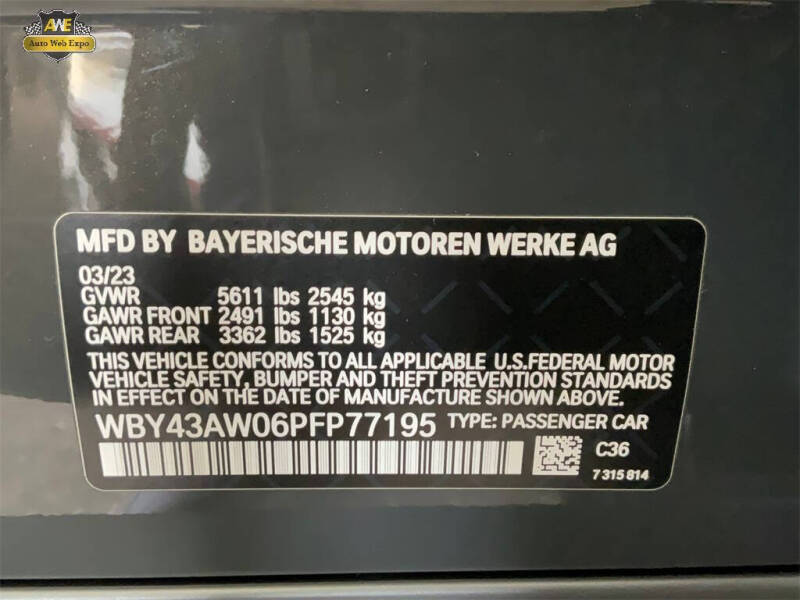 AWE
Auto Web Expo
MFD BY BAYERISCHE MOTOREN WERKE AG
03/23
GVWR 5611 lbs 2545 kg
GAWR FRONT 2491 lbs 1130 kg
GAWR REAR 3362 lbs 1525 kg
THIS VEHICLE CONFORMS TO ALL APPLICABLE U.S.FEDERAL MOTOR
VEHICLE SAFETY, BUMPER AND THEFT PREVENTION STANDARDS
IN EFFECT ON THE DATE OF MANUFACTURE SHOWN ABOVE.
WBY43AW06PFP77195 TYPE: PASSENGER CAR
C36
7 315 814